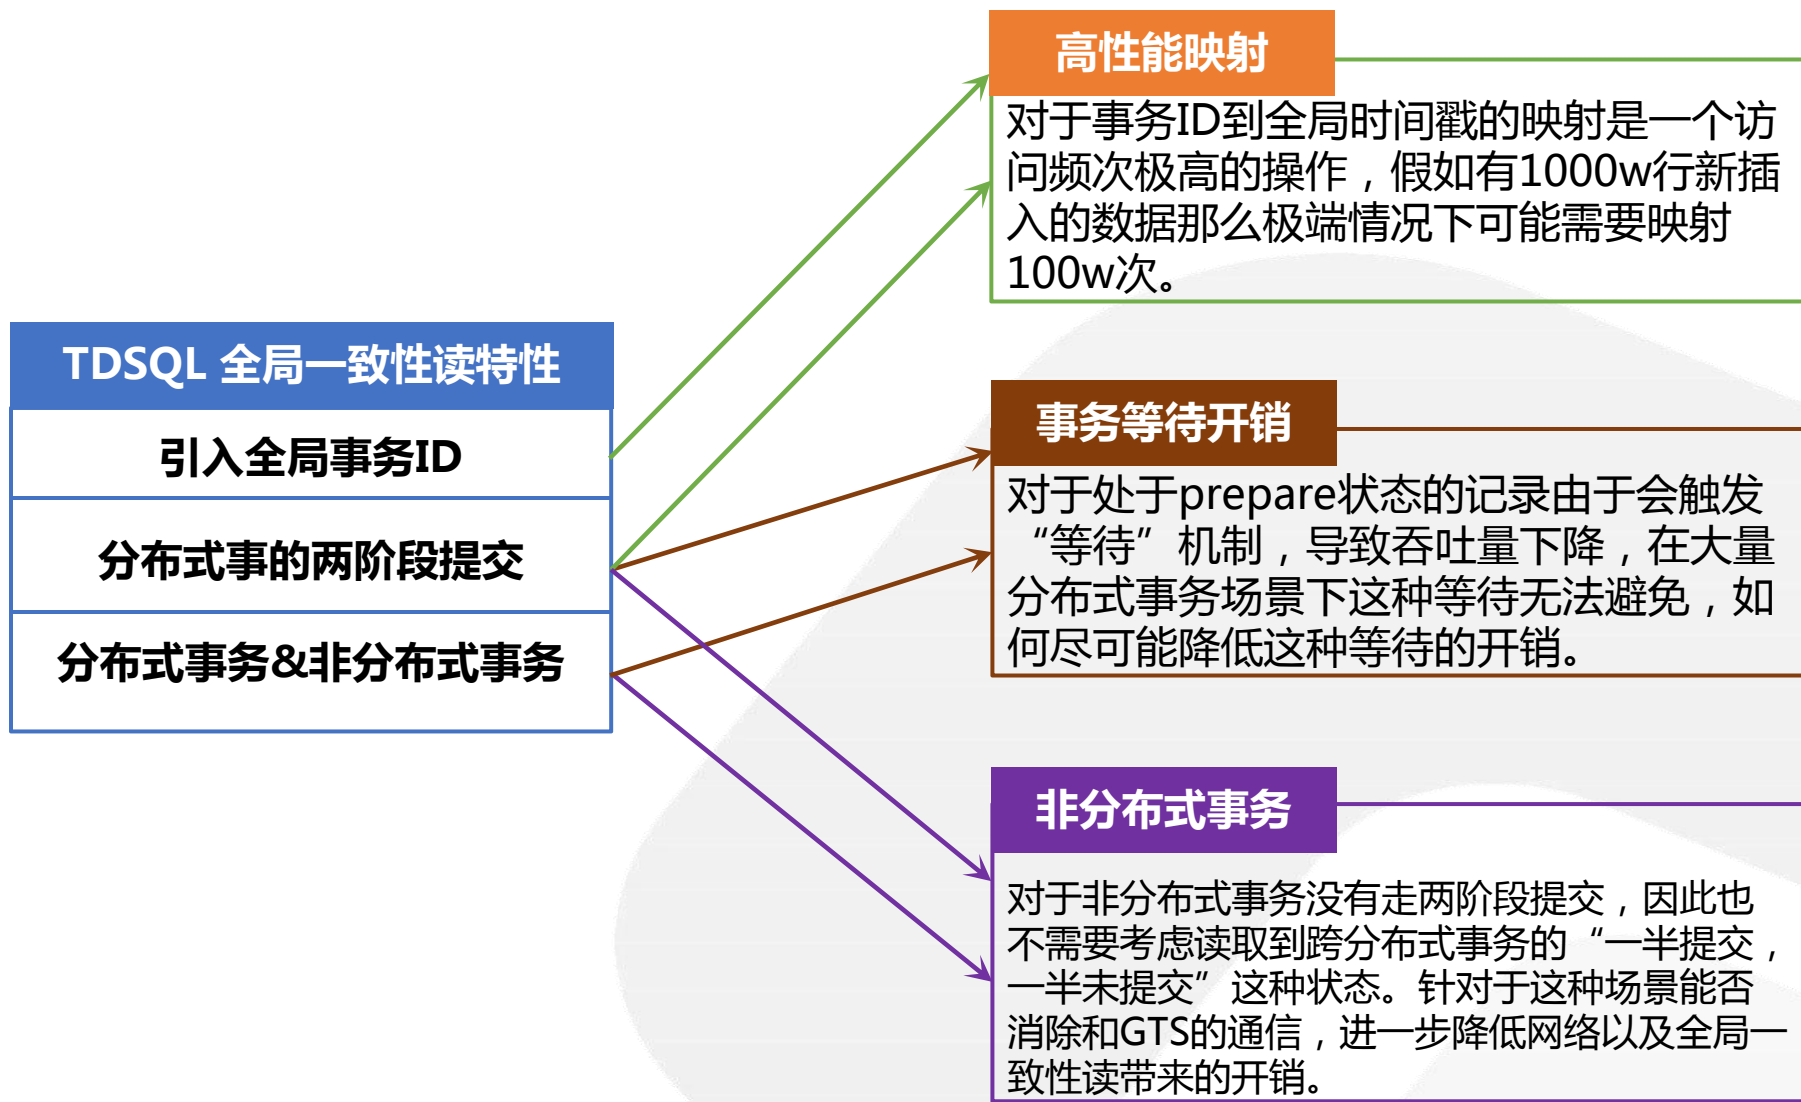 TDSQL 全局一致性读特性
引入全局事务ID
分布式事的两阶段提交
分布式事务&非分布式事务
高性能映射
对于事务ID到全局时间戳的映射是一个访
问频次极高的操作，假如有1000w行新插
入的数据那么极端情况下可能需要映射
100w次。
事务等待开销
对于处于prepare状态的记录由于会触发
“等待”机制，导致吞吐量下降，在大量
分布式事务场景下这种等待无法避免，如
何尽可能降低这种等待的开销。
非分布式事务
对于非分布式事务没有走两阶段提交，因此也
不需要考虑读取到跨分布式事务的“一半提交，
一半未提交”这种状态。针对于这种场景能否
消除和GTS的通信，进一步降低网络以及全局一
致性读带来的开销。